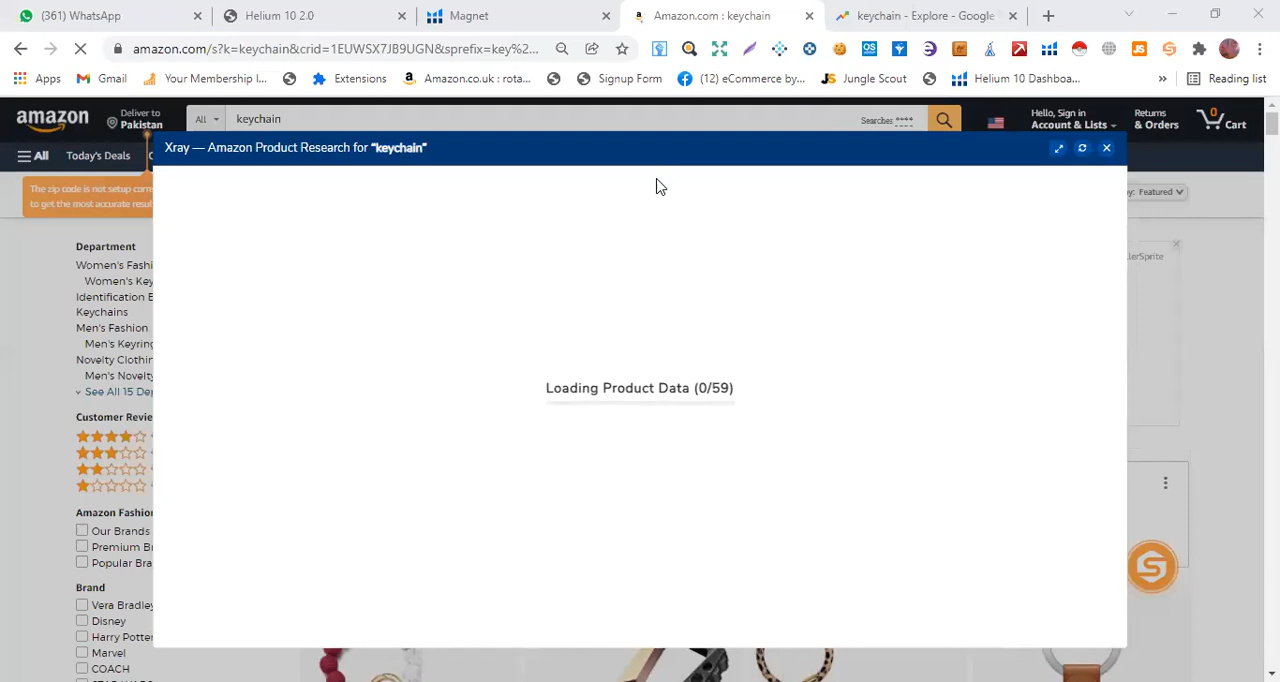 (361) WhatsApp
Helium 10 2.0
Magnet
Amazon.com : keychain
keychain - Explore - Google
amazon.com/s?k=keychain&crid=1EUWSX7JB9UGN&sprefix=key%2...
Apps
Gmail
Your Membership I...
Extensions
Amazon.co.uk : rota...
Signup Form
(12) eCommerce by...
Jungle Scout
Helium 10 Dashboa...
»
Reading list
amazon
Deliver to
Pakistan
All
keychain
Searches ****
Hello, Sign in
Account & Lists
Returns
& Orders
0
Cart
All
Today's Deals
Xray — Amazon Product Research for "keychain"
The zip code is not setup corre
to get the most accurate resul
by: Featured
Department
Women's Fashi
Women's Key
Identification B
Keychains
Men's Fashion
Men's Keyring
Novelty Clothin
Men's Novelty
See All 15 Dep
Customer Revie
Amazon Fashion
Our Brands
Premium Br
Popular Bra
Brand
Vera Bradley
Disney
Harry Potter
Marvel
COACH
Loading Product Data (0/59)
llerSprite